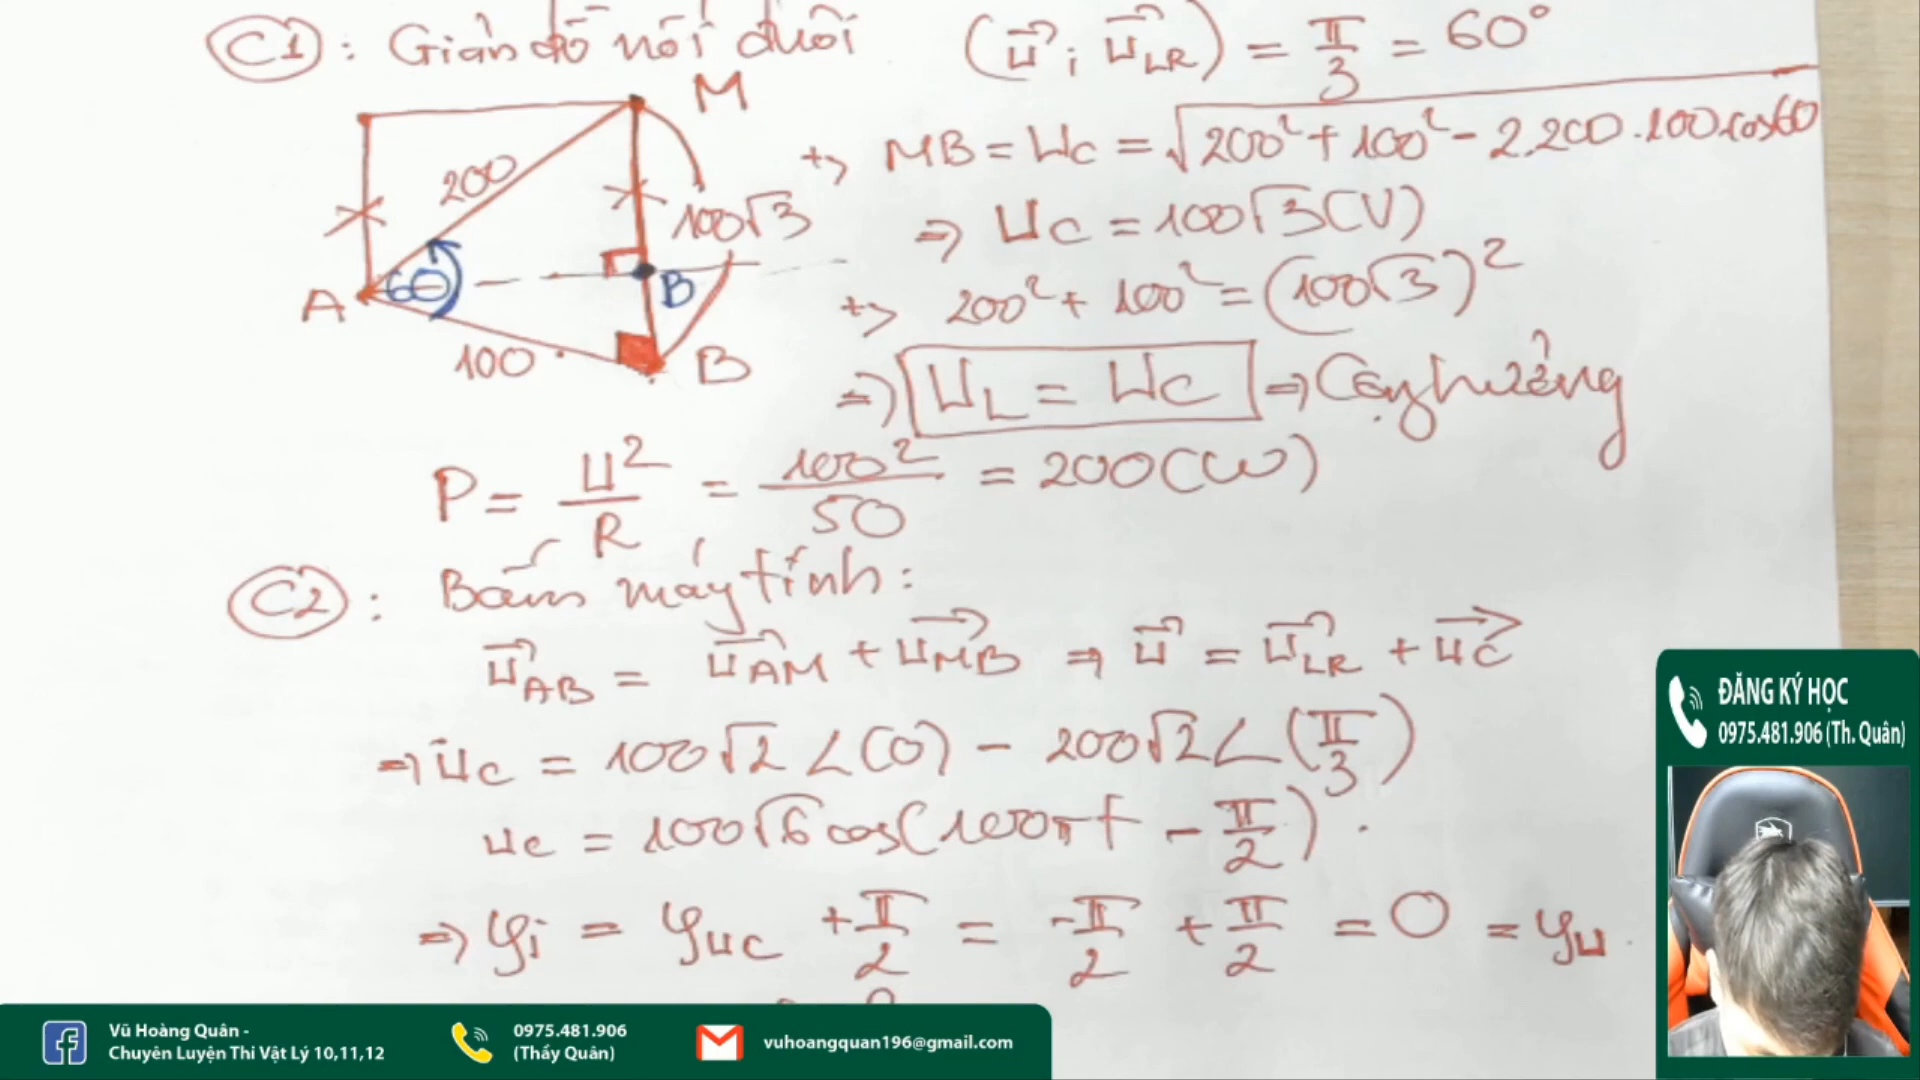 C1 : Giản đồ nối đuôi (u⃗ ; u⃗LR) = π/3 = 60°
M
200
+> MB = Uc = √(200² + 100² - 2.200.100.cos60
100√3
=> Uc = 100√3 (V)
A 60 B
+> 200² + 100² = (100√3)²
100 B
=> UL = Uc => Cộng hưởng
P = U²/R = 100²/50 = 200 (W)
C2 : Bấm máy tính:
u⃗AB = u⃗AM + u⃗MB => u⃗ = u⃗LR + u⃗C
=> uc = 100√2∠(0) - 200√2∠(π/3)
uc = 100√6 cos(100πt - π/2).
=> φi = φuc + π/2 = -π/2 + π/2 = 0 = φu.
ĐĂNG KÝ HỌC
0975.481.906 (Th. Quân)
Vũ Hoàng Quân -
Chuyên Luyện Thi Vật Lý 10,11,12
0975.481.906
(Thầy Quân)
vuhoangquan196@gmail.com